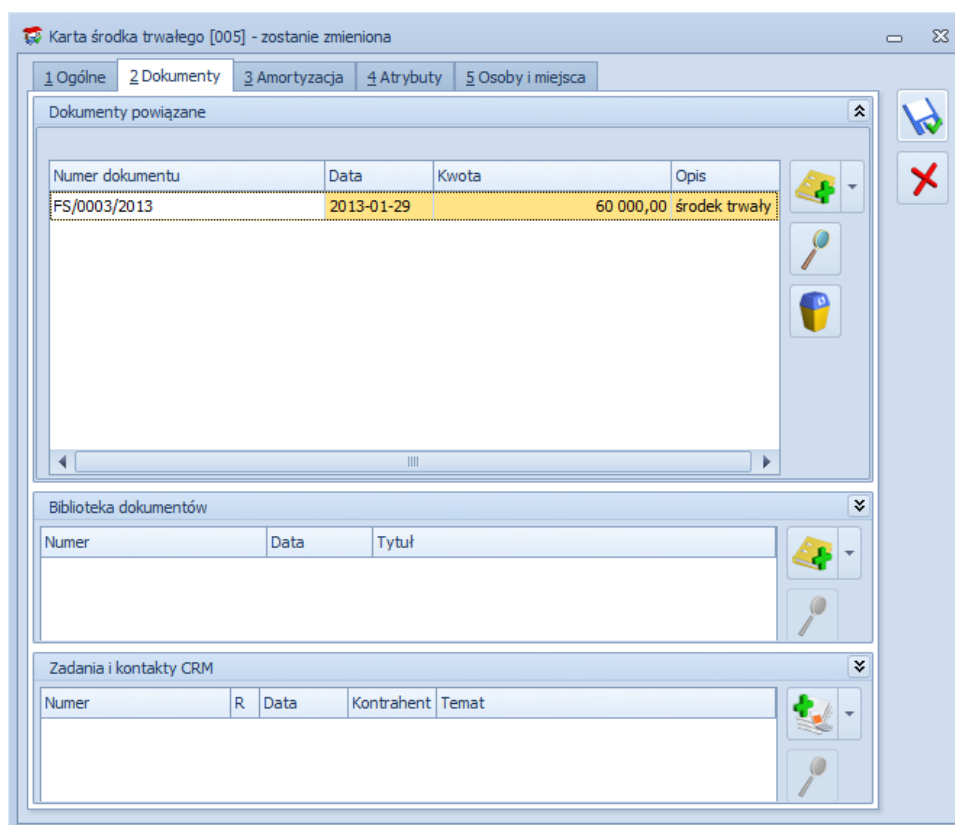 Karta środka trwałego [005] - zostanie zmieniona
1 Ogólne 2 Dokumenty 3 Amortyzacja 4 Atrybuty 5 Osoby i miejsca
Dokumenty powiązane
Numer dokumentu Data Kwota Opis
FS/0003/2013 2013-01-29 60 000,00 środek trwały
Biblioteka dokumentów
Numer Data Tytuł
Zadania i kontakty CRM
Numer R Data Kontrahent Temat